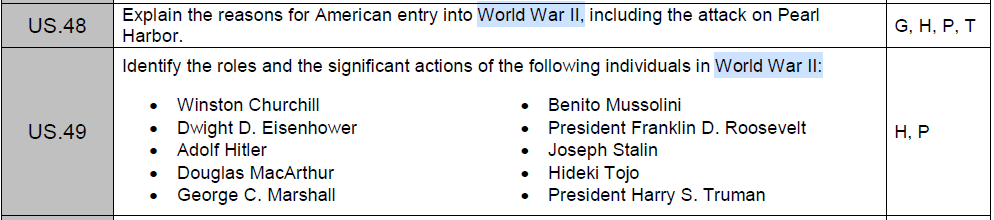 US.48
Explain the reasons for American entry into World War II, including the attack on Pearl
Harbor.
G, H, P, T
US.49
Identify the roles and the significant actions of the following individuals in World War II:
• Winston Churchill
• Dwight D. Eisenhower
• Adolf Hitler
• Douglas MacArthur
• George C. Marshall
• Benito Mussolini
• President Franklin D. Roosevelt
• Joseph Stalin
• Hideki Tojo
• President Harry S. Truman
H, P